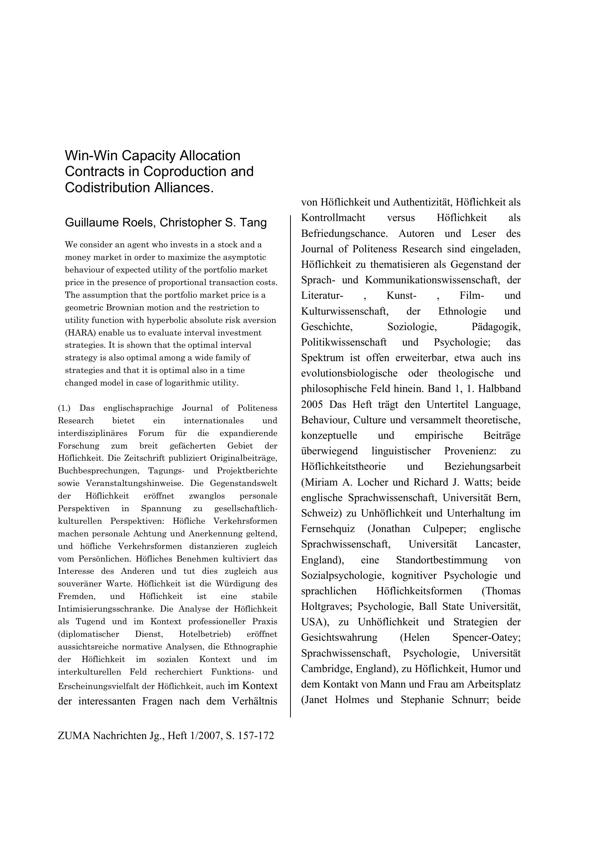 Win-Win Capacity Allocation
Contracts in Coproduction and
Codistribution Alliances.
Guillaume Roels, Christopher S. Tang
We consider an agent who invests in a stock and a
money market in order to maximize the asymptotic
behaviour of expected utility of the portfolio market
price in the presence of proportional transaction costs.
The assumption that the portfolio market price is a
geometric Brownian motion and the restriction to
utility function with hyperbolic absolute risk aversion
(HARA) enable us to evaluate interval investment
strategies. It is shown that the optimal interval
strategy is also optimal among a wide family of
strategies and that it is optimal also in a time
changed model in case of logarithmic utility.
(1.) Das englischsprachige Journal of Politeness
Research bietet ein internationales und
interdisziplinäres Forum für die expandierende
Forschung zum breit gefächerten Gebiet der
Höflichkeit. Die Zeitschrift publiziert Originalbeiträge,
Buchbesprechungen, Tagungs- und Projektberichte
sowie Veranstaltungshinweise. Die Gegenstandswelt
der Höflichkeit eröffnet zwanglos personale
Perspektiven in Spannung zu gesellschaftlich-
kulturellen Perspektiven: Höfliche Verkehrsformen
machen personale Achtung und Anerkennung geltend,
und höfliche Verkehrsformen distanzieren zugleich
vom Persönlichen. Höfliches Benehmen kultiviert das
Interesse des Anderen und tut dies zugleich aus
souveräner Warte. Höflichkeit ist die Würdigung des
Fremden, und Höflichkeit ist eine stabile
Intimisierungsschranke. Die Analyse der Höflichkeit
als Tugend und im Kontext professioneller Praxis
(diplomatischer Dienst, Hotelbetrieb) eröffnet
aussichtsreiche normative Analysen, die Ethnographie
der Höflichkeit im sozialen Kontext und im
interkulturellen Feld recherchiert Funktions- und
Erscheinungsvielfalt der Höflichkeit, auch im Kontext
der interessanten Fragen nach dem Verhältnis
von Höflichkeit und Authentizität, Höflichkeit als
Kontrollmacht versus Höflichkeit als
Befriedungschance. Autoren und Leser des
Journal of Politeness Research sind eingeladen,
Höflichkeit zu thematisieren als Gegenstand der
Sprach- und Kommunikationswissenschaft, der
Literatur- , Kunst- , Film- und
Kulturwissenschaft, der Ethnologie und
Geschichte, Soziologie, Pädagogik,
Politikwissenschaft und Psychologie; das
Spektrum ist offen erweiterbar, etwa auch ins
evolutionsbiologische oder theologische und
philosophische Feld hinein. Band 1, 1. Halbband
2005 Das Heft trägt den Untertitel Language,
Behaviour, Culture und versammelt theoretische,
konzeptuelle und empirische Beiträge
überwiegend linguistischer Provenienz: zu
Höflichkeitstheorie und Beziehungsarbeit
(Miriam A. Locher und Richard J. Watts; beide
englische Sprachwissenschaft, Universität Bern,
Schweiz) zu Unhöflichkeit und Unterhaltung im
Fernsehquiz (Jonathan Culpeper; englische
Sprachwissenschaft, Universität Lancaster,
England), eine Standortbestimmung von
Sozialpsychologie, kognitiver Psychologie und
sprachlichen Höflichkeitsformen (Thomas
Holtgraves; Psychologie, Ball State Universität,
USA), zu Unhöflichkeit und Strategien der
Gesichtswahrung (Helen Spencer-Oatey;
Sprachwissenschaft, Psychologie, Universität
Cambridge, England), zu Höflichkeit, Humor und
dem Kontakt von Mann und Frau am Arbeitsplatz
(Janet Holmes und Stephanie Schnurr; beide
ZUMA Nachrichten Jg., Heft 1/2007, S. 157-172